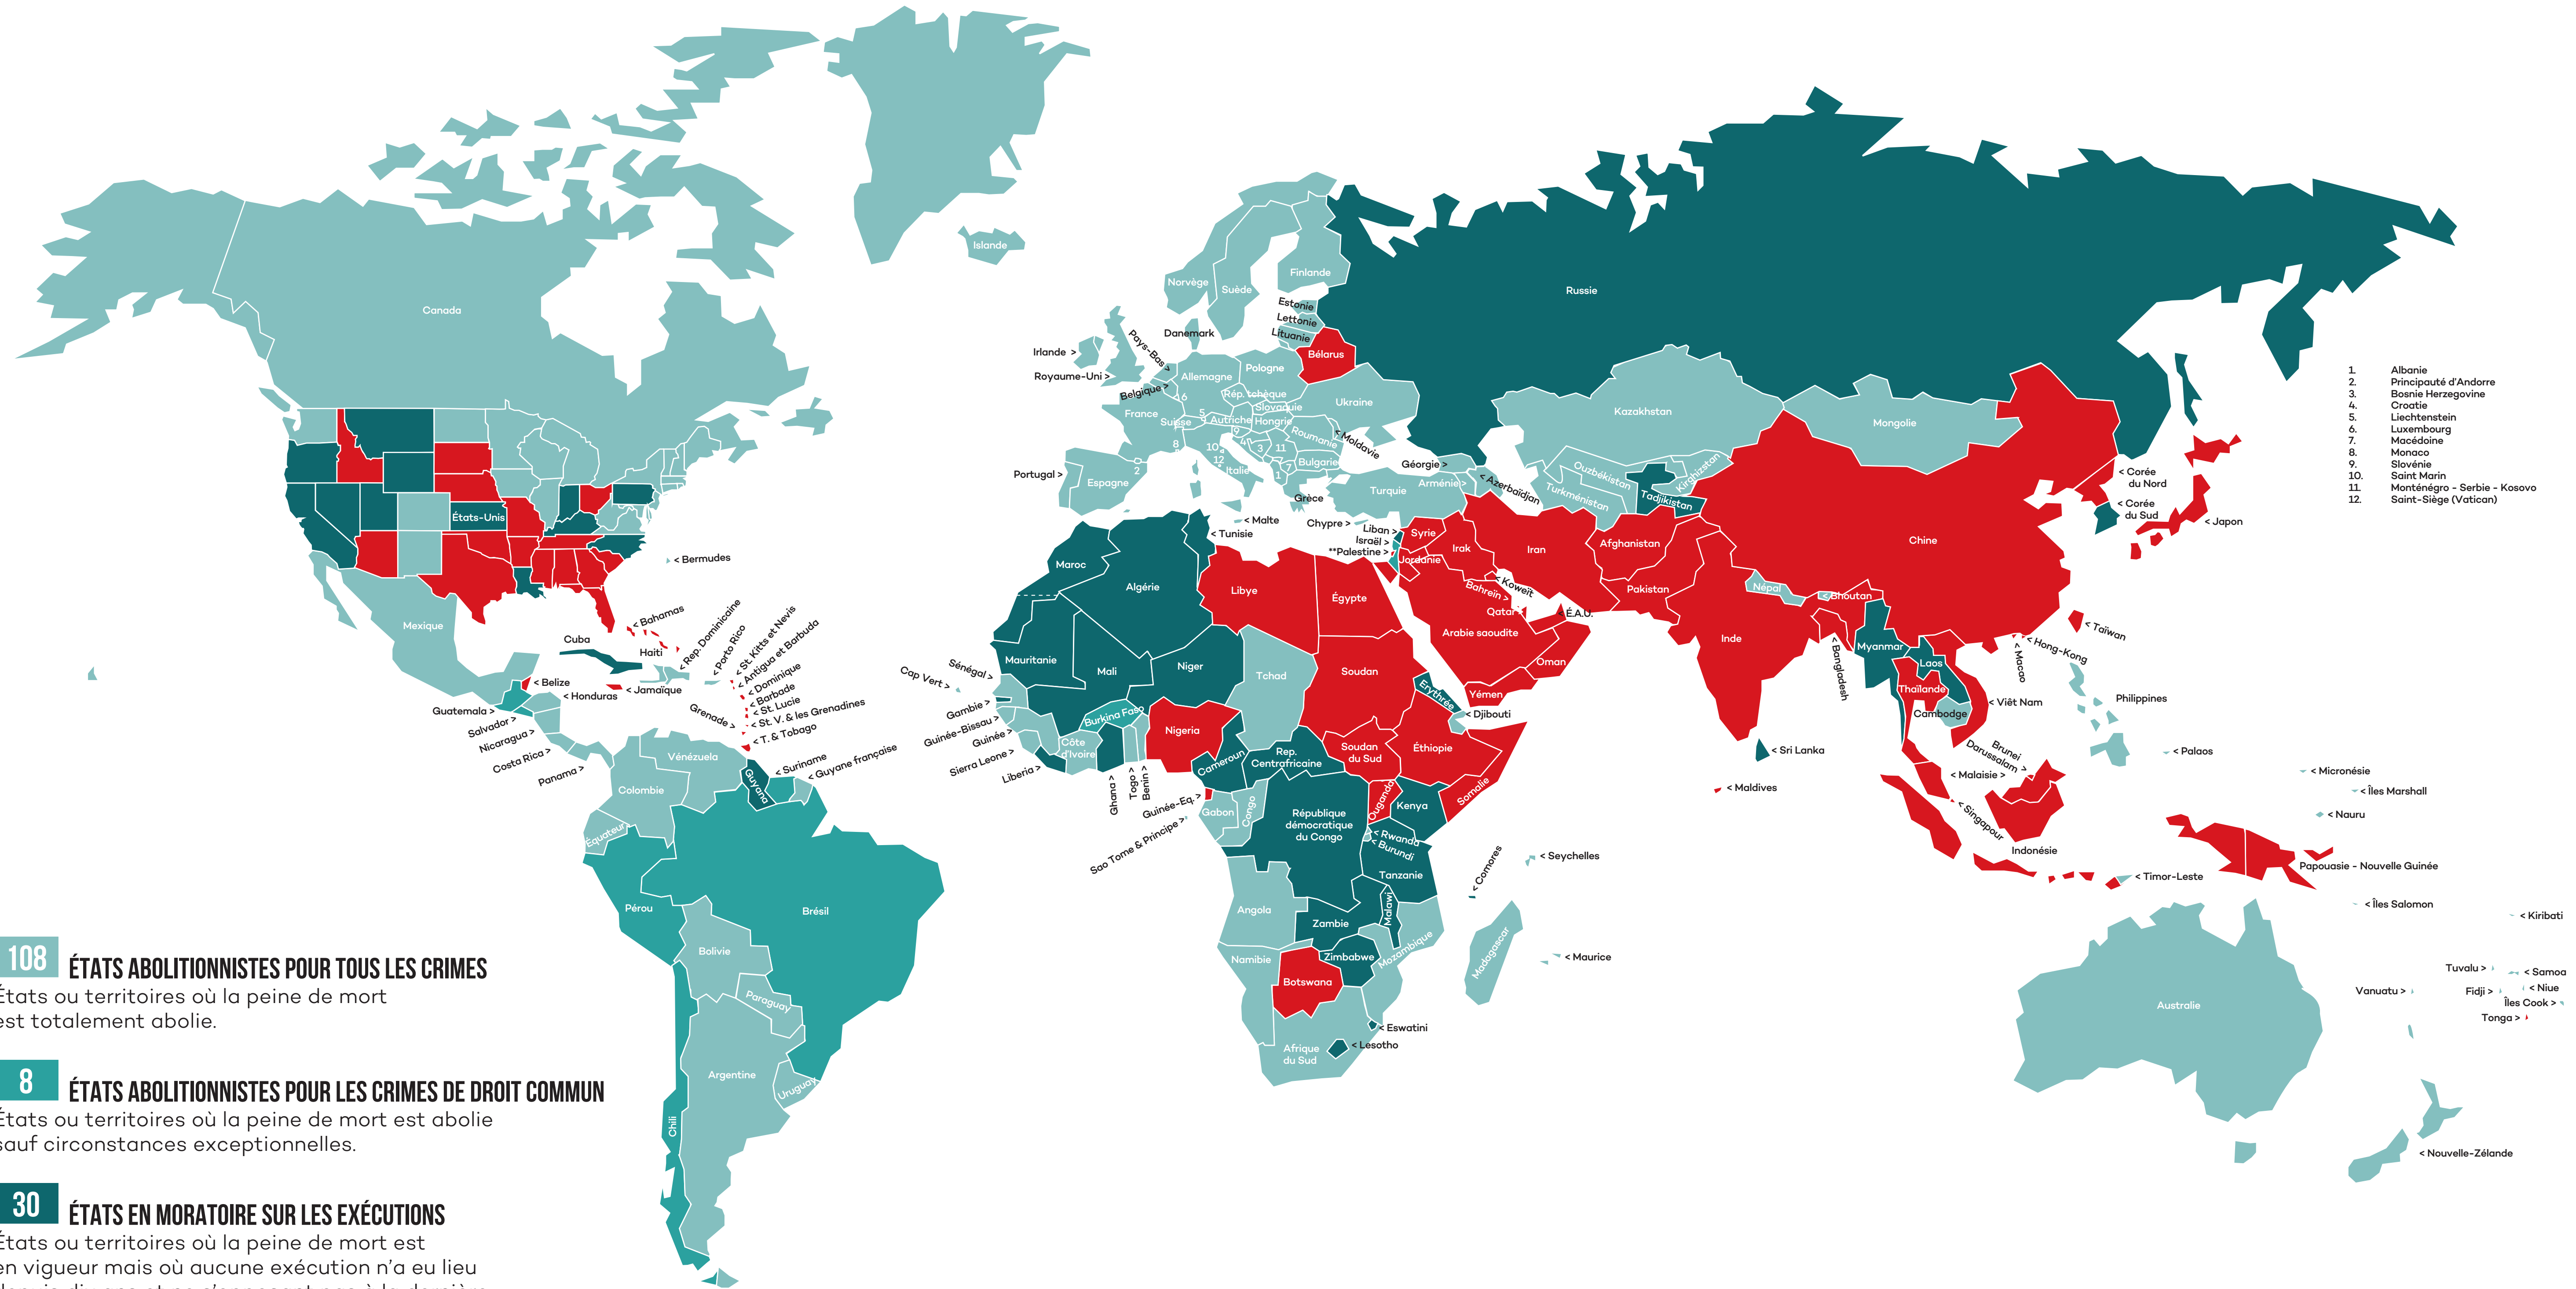 Canada
Islande
Norvège
Suède
Finlande
Russie
Estonie
Lettonie
Lituanie
Danemark
Pays-Bas >
Irlande >
Royaume-Uni >
Belgique >
Bélarus
Pologne
Allemagne
6
Rép. tchèque
Slovaquie
Ukraine
France
Suisse
5
Autriche
Hongrie
9
4
3
11
Roumanie
< Moldavie
8
10
12
Italie
7
1
Bulgarie
Portugal >
Espagne
2
Grèce
Géorgie >
Arménie >
< Azerbaïdjan
Turquie
Kazakhstan
Mongolie
Ouzbékistan
Kirghizstan
Turkménistan
Tadjikistan
1. Albanie
2. Principauté d'Andorre
3. Bosnie Herzegovine
4. Croatie
5. Liechtenstein
6. Luxembourg
7. Macédoine
8. Monaco
9. Slovénie
10. Saint Marin
11. Monténégro - Serbie - Kosovo
12. Saint-Siège (Vatican)
< Corée
du Nord
< Corée
du Sud
< Japon
États-Unis
< Bermudes
< Malte
< Tunisie
Chypre >
Liban >
Israël >
**Palestine >
Syrie
Jordanie
Irak
Iran
Afghanistan
Chine
Maroc
Algérie
Libye
Égypte
< Koweït
Bahreïn >
Qatar >
< É.A.U.
Pakistan
Népal
< Bhoutan
Arabie saoudite
Oman
Yémen
Inde
< Bangladesh
Myanmar
Laos
Thaïlande
Cambodge
< Viêt Nam
< Macao
< Hong-Kong
< Taïwan
Philippines
< Palaos
Mexique
Cuba
< Bahamas
Haiti
< Rep. Dominicaine
< Porto Rico
< St. Kitts et Nevis
< Antigua et Barbuda
< Dominique
< Barbade
< St. Lucie
< St. V. & les Grenadines
Grenade >
< T. & Tobago
< Belize
< Honduras
< Jamaïque
Guatemala >
Salvador >
Nicaragua >
Costa Rica >
Panama >
Vénézuela
Guyana
< Suriname
< Guyane française
Colombie
Équateur
Pérou
Brésil
Bolivie
Paraguay
Argentine
Uruguay
Chili
Mauritanie
Mali
Niger
Tchad
Soudan
Erythrée
< Djibouti
Sénégal >
Cap Vert >
Gambie >
Guinée-Bissau >
Guinée >
Sierra Leone >
Liberia >
Côte
d'Ivoire
Burkina Faso
Ghana >
Togo >
Benin >
Nigeria
Cameroun
Rep.
Centrafricaine
Soudan
du Sud
Éthiopie
Somalie
Guinée-Eq. >
Sao Tome & Principe >
Gabon
Congo
République
démocratique
du Congo
Ouganda
Kenya
< Rwanda
< Burundi
Tanzanie
Angola
Zambie
Malawi
Mozambique
Namibie
Botswana
Zimbabwe
< Eswatini
< Lesotho
Afrique
du Sud
< Comores
< Seychelles
Madagascar
< Maurice
< Sri Lanka
< Maldives
< Malaisie >
Brunei
Darussalam >
< Singapour
Indonésie
< Timor-Leste
Papouasie - Nouvelle Guinée
< Micronésie
< Îles Marshall
< Nauru
< Îles Salomon
< Kiribati
Tuvalu >
< Samoa
Vanuatu >
Fidji >
< Niue
Îles Cook >
Tonga >
Australie
< Nouvelle-Zélande
108 ÉTATS ABOLITIONNISTES POUR TOUS LES CRIMES
États ou territoires où la peine de mort
est totalement abolie.
8 ÉTATS ABOLITIONNISTES POUR LES CRIMES DE DROIT COMMUN
États ou territoires où la peine de mort est abolie
sauf circonstances exceptionnelles.
30 ÉTATS EN MORATOIRE SUR LES EXÉCUTIONS
États ou territoires où la peine de mort est
en vigueur mais où aucune exécution n'a eu lieu